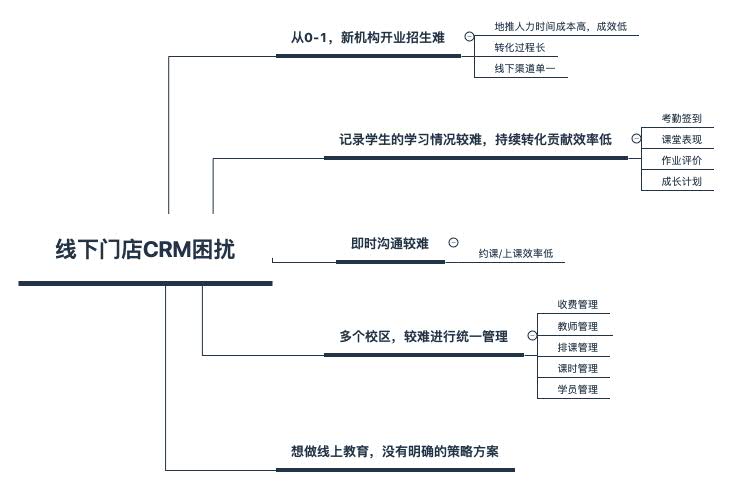 从0-1，新机构开业招生难
地推人力时间成本高，成效低
转化过程长
线下渠道单一
记录学生的学习情况较难，持续转化贡献效率低
考勤签到
课堂表现
作业评价
成长计划
线下门店CRM困扰
即时沟通较难
约课/上课效率低
多个校区，较难进行统一管理
收费管理
教师管理
排课管理
课时管理
学员管理
想做线上教育，没有明确的策略方案